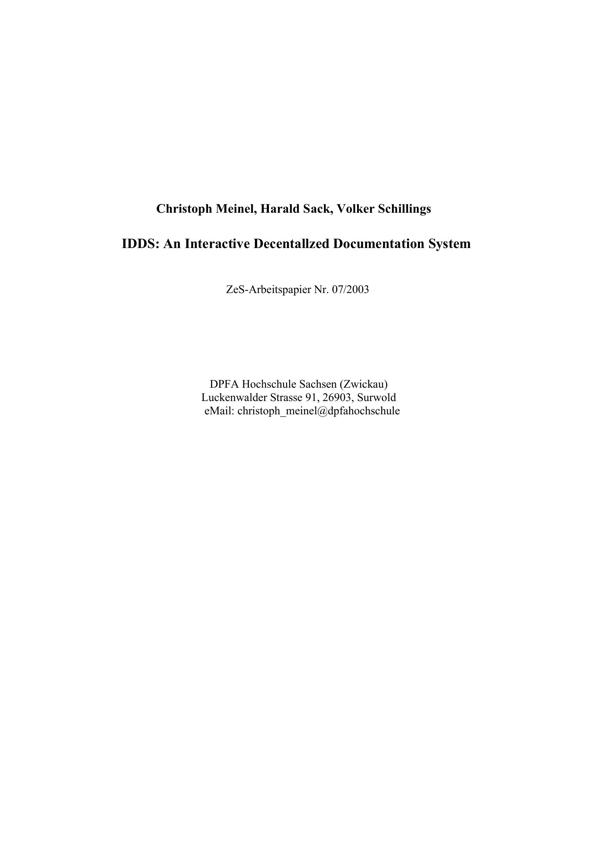 Christoph Meinel, Harald Sack, Volker Schillings
IDDS: An Interactive Decentallzed Documentation System
ZeS-Arbeitspapier Nr. 07/2003
DPFA Hochschule Sachsen (Zwickau)
Luckenwalder Strasse 91, 26903, Surwold
eMail: christoph_meinel@dpfahochschule